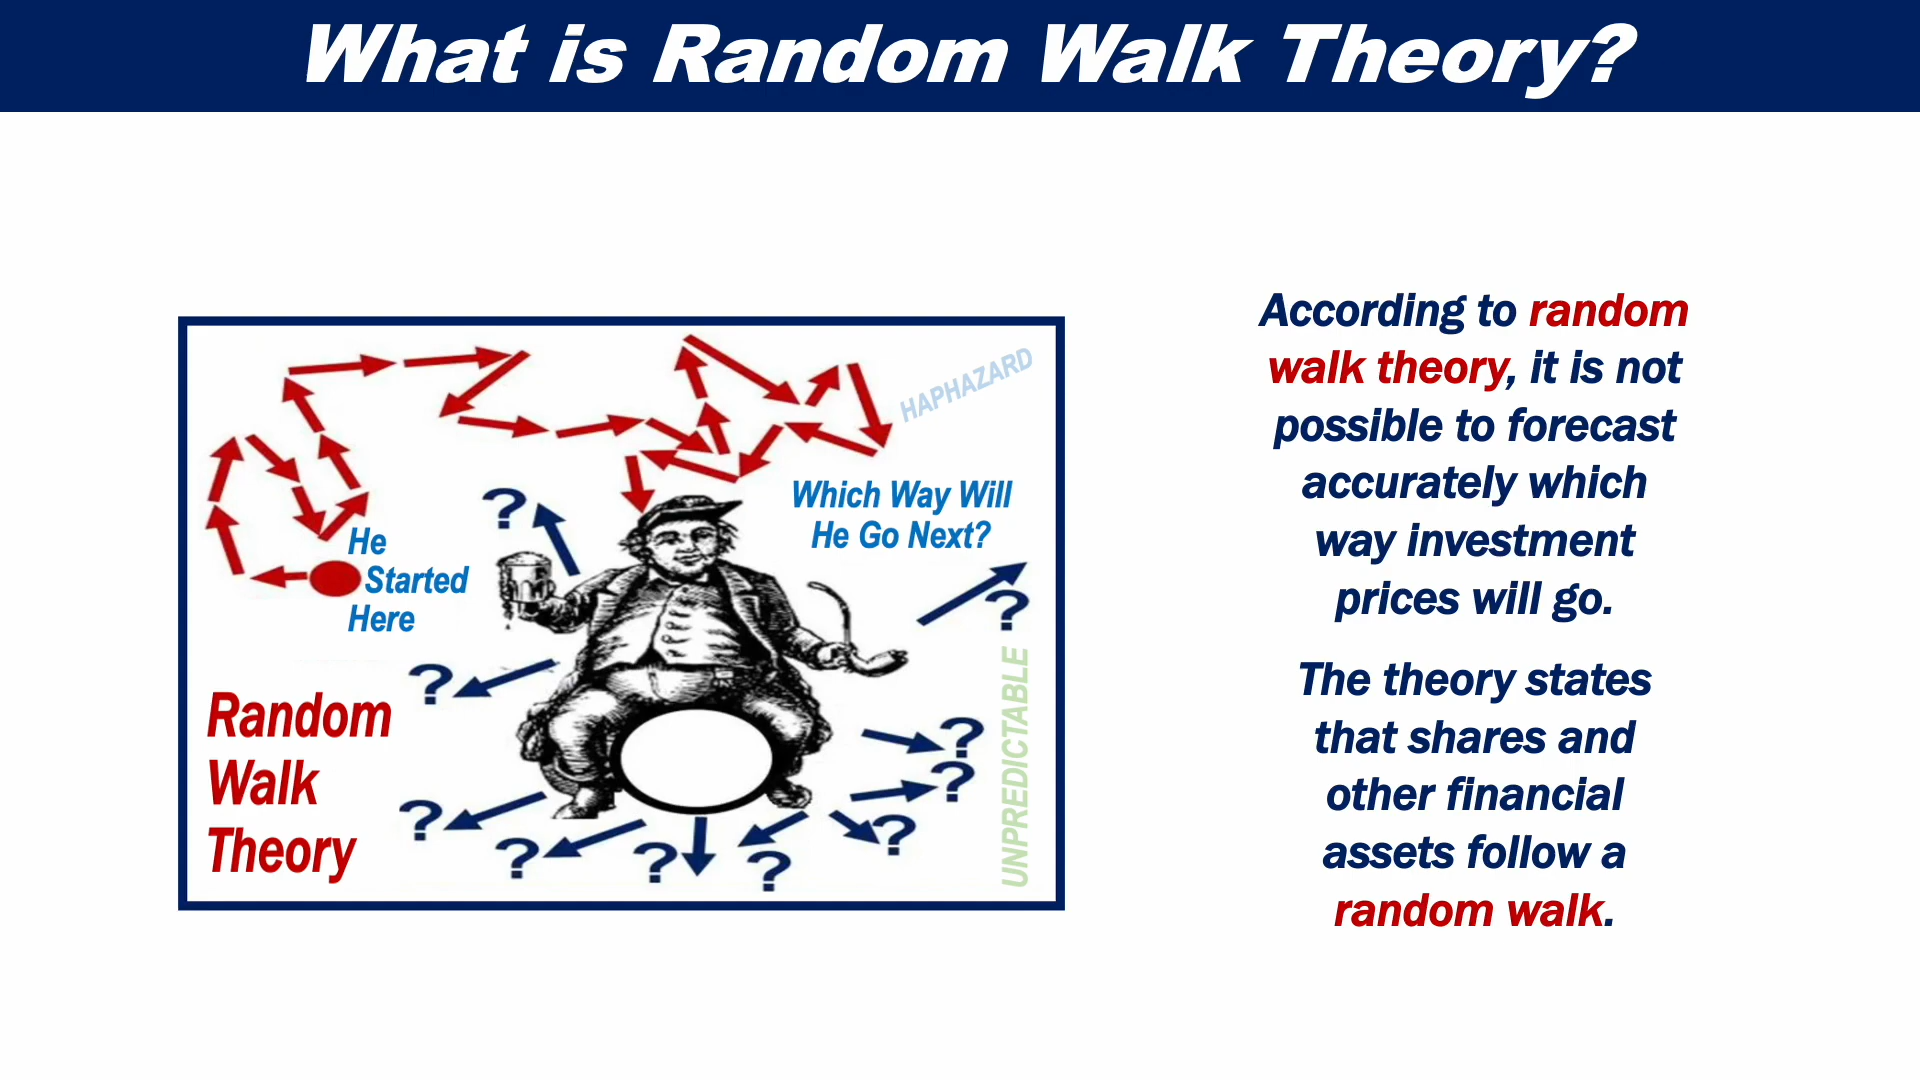 What is Random Walk Theory?
HAPHAZARD
?
Which Way Will
He Go Next?
He
Started
Here
?
?
UNPREDICTABLE
Random
Walk
Theory
?
?
?
?
?
?
?
According to random
walk theory, it is not
possible to forecast
accurately which
way investment
prices will go.
The theory states
that shares and
other financial
assets follow a
random walk.